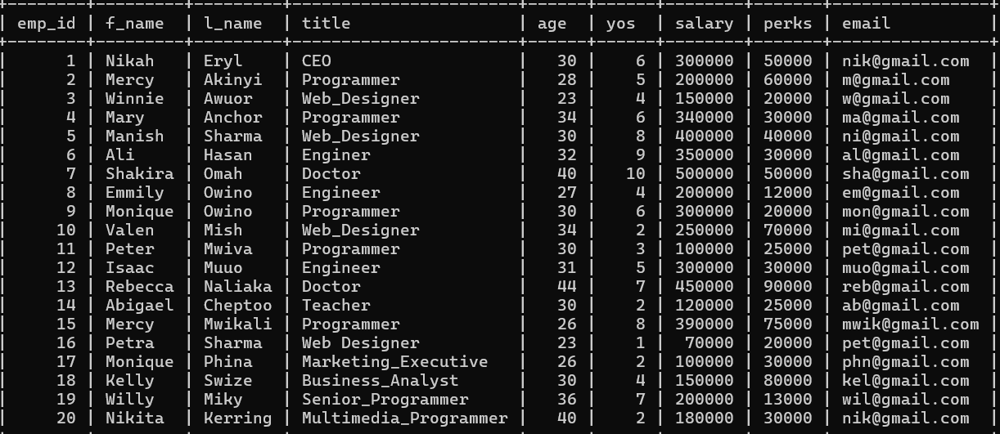 emp_id | f_name | l_name | title | age | yos | salary | perks | email
1 | Nikah | Eryl | CEO | 30 | 6 | 300000 | 50000 | nik@gmail.com
2 | Mercy | Akinyi | Programmer | 28 | 5 | 200000 | 60000 | m@gmail.com
3 | Winnie | Awuor | Web_Designer | 23 | 4 | 150000 | 20000 | w@gmail.com
4 | Mary | Anchor | Programmer | 34 | 6 | 340000 | 30000 | ma@gmail.com
5 | Manish | Sharma | Web_Designer | 30 | 8 | 400000 | 40000 | ni@gmail.com
6 | Ali | Hasan | Enginer | 32 | 9 | 350000 | 30000 | al@gmail.com
7 | Shakira | Omah | Doctor | 40 | 10 | 500000 | 50000 | sha@gmail.com
8 | Emmily | Owino | Engineer | 27 | 4 | 200000 | 12000 | em@gmail.com
9 | Monique | Owino | Programmer | 30 | 6 | 300000 | 20000 | mon@gmail.com
10 | Valen | Mish | Web_Designer | 34 | 2 | 250000 | 70000 | mi@gmail.com
11 | Peter | Mwiva | Programmer | 30 | 3 | 100000 | 25000 | pet@gmail.com
12 | Isaac | Muuo | Engineer | 31 | 5 | 300000 | 30000 | muo@gmail.com
13 | Rebecca | Naliaka | Doctor | 44 | 7 | 450000 | 90000 | reb@gmail.com
14 | Abigael | Cheptoo | Teacher | 30 | 2 | 120000 | 25000 | ab@gmail.com
15 | Mercy | Mwikali | Programmer | 26 | 8 | 390000 | 75000 | mwik@gmail.com
16 | Petra | Sharma | Web Designer | 23 | 1 | 70000 | 20000 | pet@gmail.com
17 | Monique | Phina | Marketing_Executive | 26 | 2 | 100000 | 30000 | phn@gmail.com
18 | Kelly | Swize | Business_Analyst | 30 | 4 | 150000 | 80000 | kel@gmail.com
19 | Willy | Miky | Senior_Programmer | 36 | 7 | 200000 | 13000 | wil@gmail.com
20 | Nikita | Kerring | Multimedia_Programmer | 40 | 2 | 180000 | 30000 | nik@gmail.com